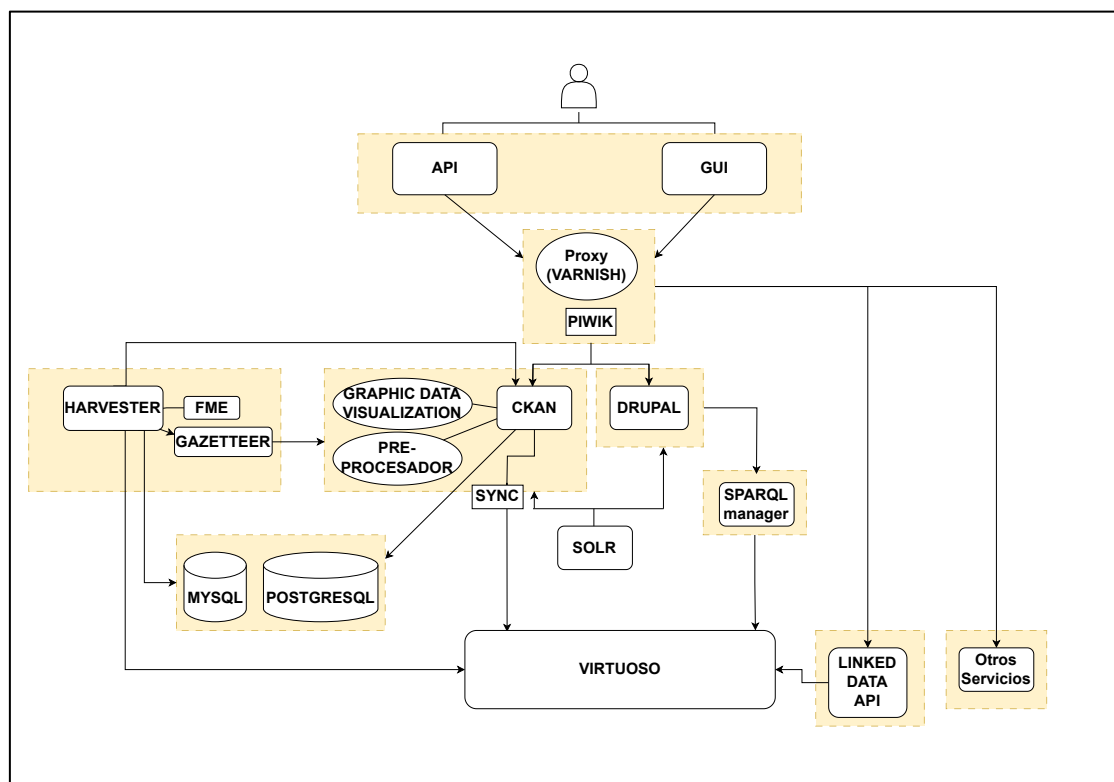 API
GUI
Proxy
(VARNISH)
PIWIK
HARVESTER
FME
GAZETTEER
GRAPHIC DATA
VISUALIZATION
PRE-
PROCESADOR
CKAN
DRUPAL
SYNC
SPARQL
manager
SOLR
MYSQL
POSTGRESQL
VIRTUOSO
LINKED
DATA
API
Otros
Servicios